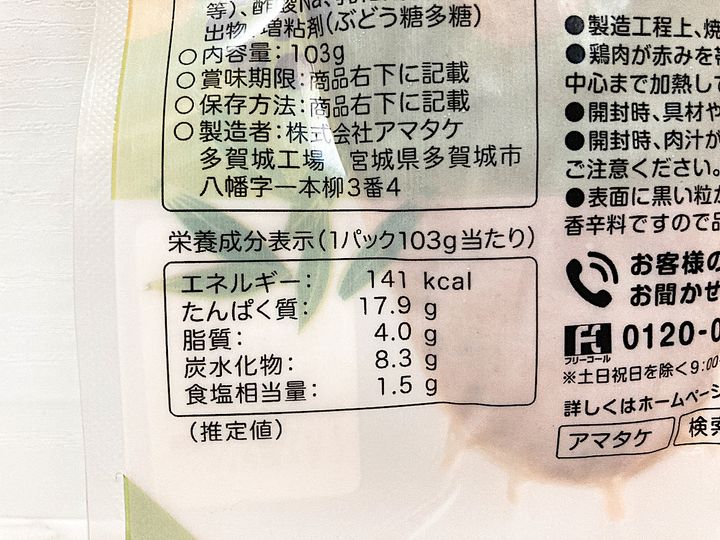 等)、酢酸Na、
出物、増粘剤(ぶどう糖多糖)
○内容量:103g
○賞味期限:商品右下に記載
○保存方法:商品右下に記載
○製造者:株式会社アマタケ
多賀城工場 宮城県多賀城市
八幡字一本柳3番4
栄養成分表示(1パック103g当たり)
エネルギー: 141 kcal
たんぱく質: 17.9 g
脂質: 4.0 g
炭水化物: 8.3 g
食塩相当量: 1.5 g
(推定値)
●製造工程上、焼
●鶏肉が赤みを
中心まで加熱して
●開封時、具材や
●開封時、肉汁が
ご注意ください。
●表面に黒い粒が
香辛料ですので品
お客様の
お聞かせ
フリーコール 0120-0
※土日祝日を除く9:00
詳しくはホームページ
アマタケ 検索